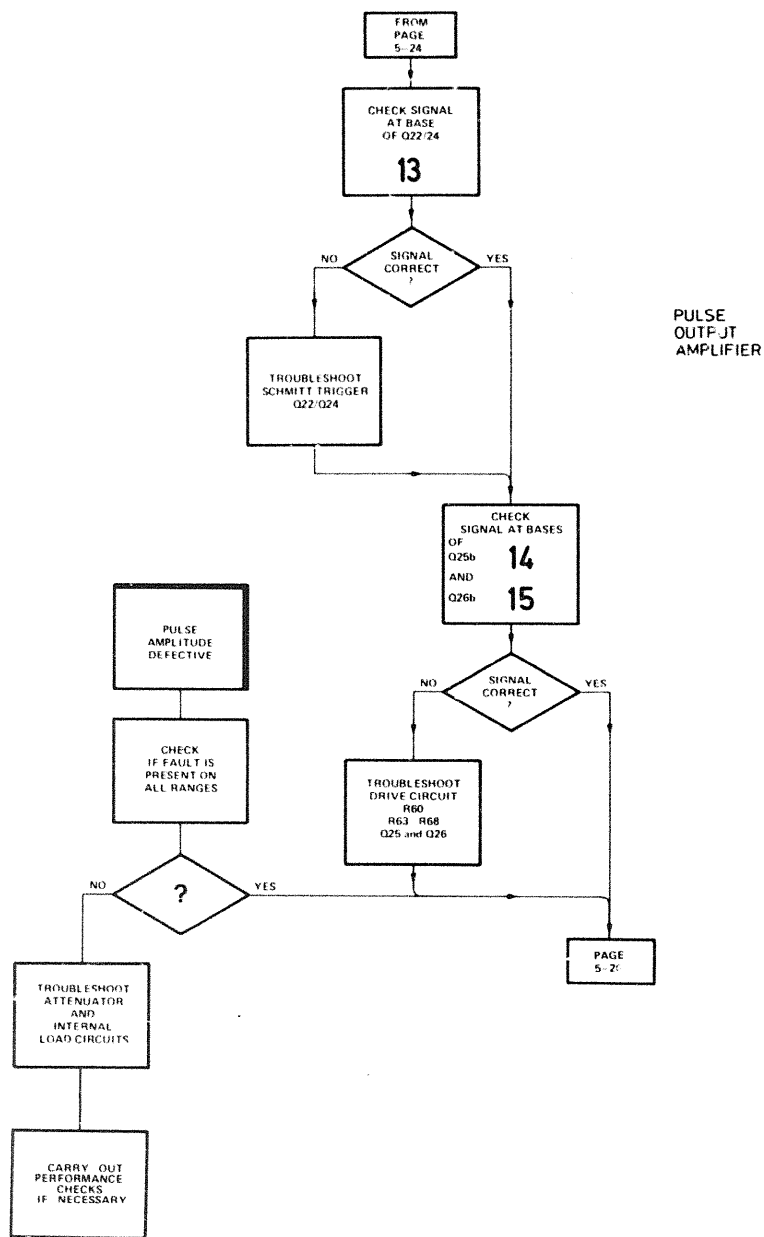 FROM
PAGE
5-24
CHECK SIGNAL
AT BASE
OF Q22/24
13
SIGNAL
CORRECT
?
NO
YES
PULSE
OUTPUT
AMPLIFIER
TROUBLESHOOT
SCHMITT TRIGGER
Q22/Q24
CHECK
SIGNAL AT BASES
OF
Q25b 14
AND
Q26b 15
PULSE
AMPLITUDE
DEFECTIVE
SIGNAL
CORRECT
?
NO
YES
CHECK
IF FAULT IS
PRESENT ON
ALL RANGES
TROUBLESHOOT
DRIVE CIRCUIT
R60
R63 R68
Q25 and Q26
NO
?
YES
PAGE
TROUBLESHOOT
ATTENUATOR
AND
INTERNAL
LOAD CIRCUITS
CARRY OUT
PERFORMANCE
CHECKS
IF NECESSARY